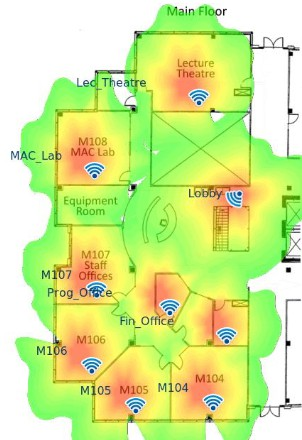 Main Floor
Lecture
Theatre
Lec_Theatre
M108
MAC Lab
MAC_Lab
Lobby
Equipment
Room
M107
Staff
Offices
M107
Prog_Office
Fin_Office
M106
M106
M105
M105
M104
M104